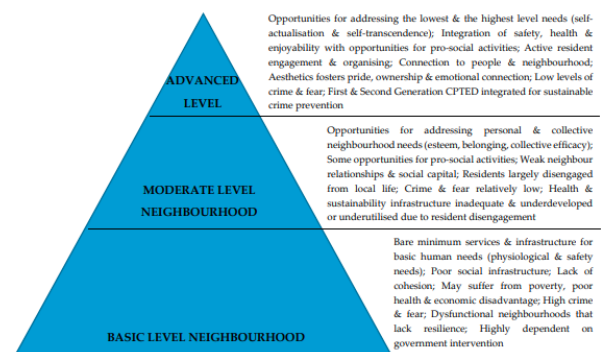 Opportunities for addressing the lowest & the highest level needs (self-
actualisation & self-transcendence); Integration of safety, health &
enjoyability with opportunities for pro-social activities; Active resident
engagement & organising; Connection to people & neighbourhood;
Aesthetics fosters pride, ownership & emotional connection; Low levels of
crime & fear; First & Second Generation CPTED integrated for sustainable
crime prevention
ADVANCED
LEVEL
Opportunities for addressing personal & collective
neighbourhood needs (esteem, belonging, collective efficacy);
Some opportunities for pro-social activities; Weak neighbour
relationships & social capital; Residents largely disengaged
from local life; Crime & fear relatively low; Health &
sustainability infrastructure inadequate & underdeveloped
or underutilised due to resident disengagement
MODERATE LEVEL
NEIGHBOURHOOD
Bare minimum services & infrastructure for
basic human needs (physiological & safety
needs); Poor social infrastructure; Lack of
cohesion; May suffer from poverty, poor
health & economic disadvantage; High crime
& fear; Dysfunctional neighbourhoods that
lack resilience; Highly dependent on
government intervention
BASIC LEVEL NEIGHBOURHOOD